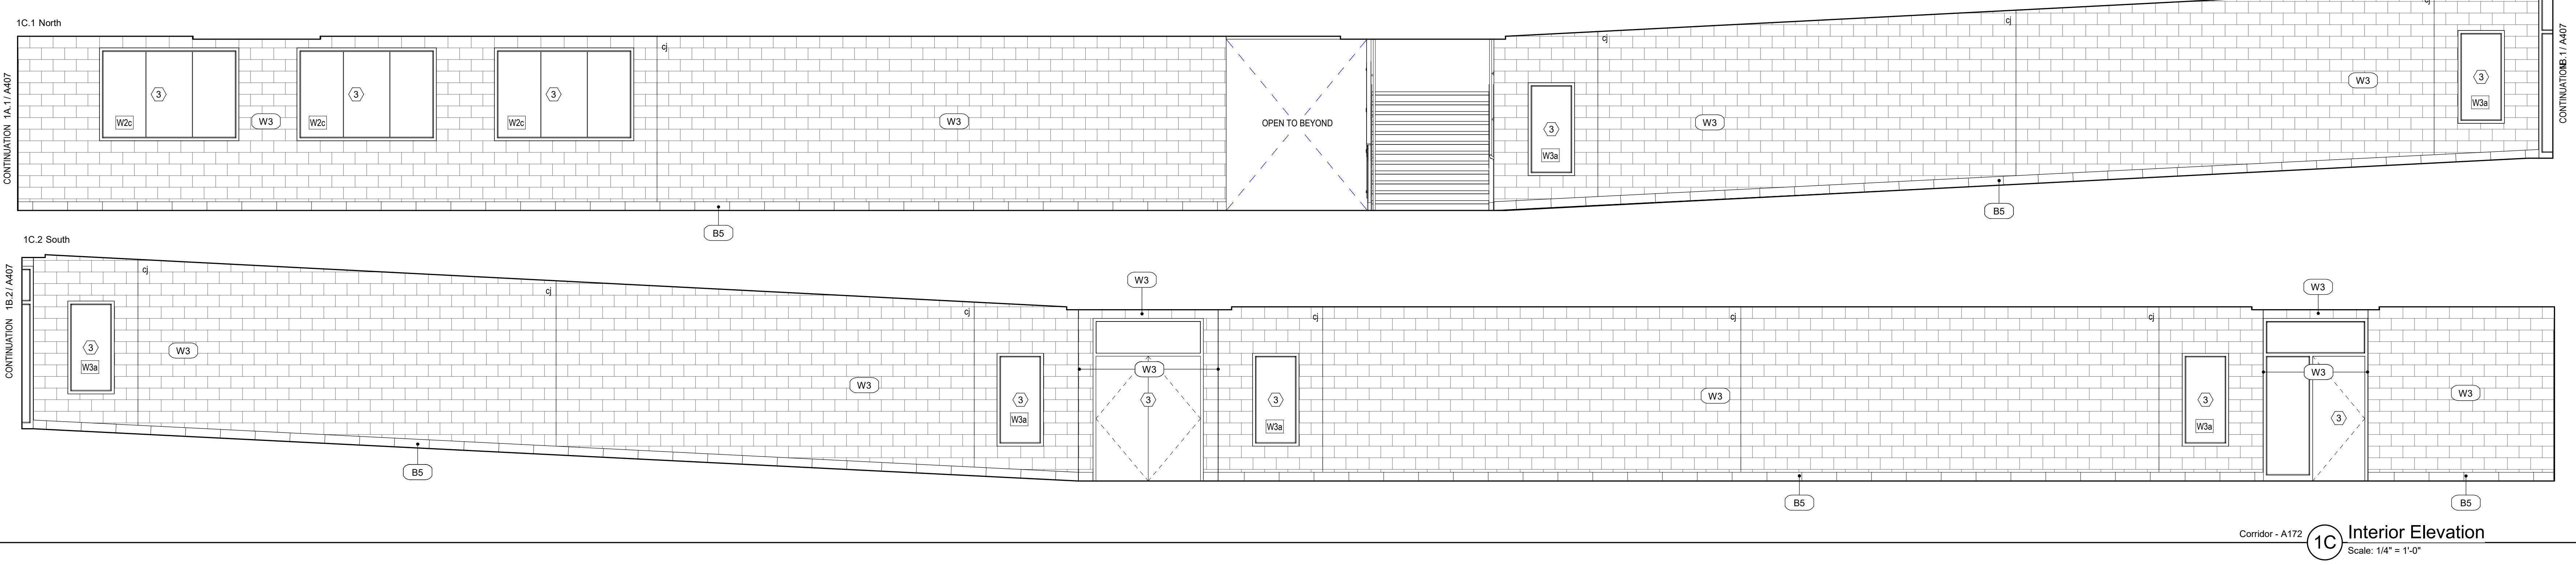 1C.1 North
cj
cj
cj
cj
CONTINUATION 1A.1 / A407
3
3
3
W2c
W2c
W2c
W3
W3
OPEN TO BEYOND
3
W3a
W3
W3
3
W3a
CONTINUATION 1B.1 / A407
B5
B5
1C.2 South
CONTINUATION 1B.2 / A407
cj
cj
cj
cj
cj
cj
W3
W3
3
W3a
W3
W3
3
W3a
W3
3
3
W3a
W3
3
W3a
W3
3
W3
B5
B5
B5
Corridor - A172
1C
Interior Elevation
Scale: 1/4" = 1'-0"